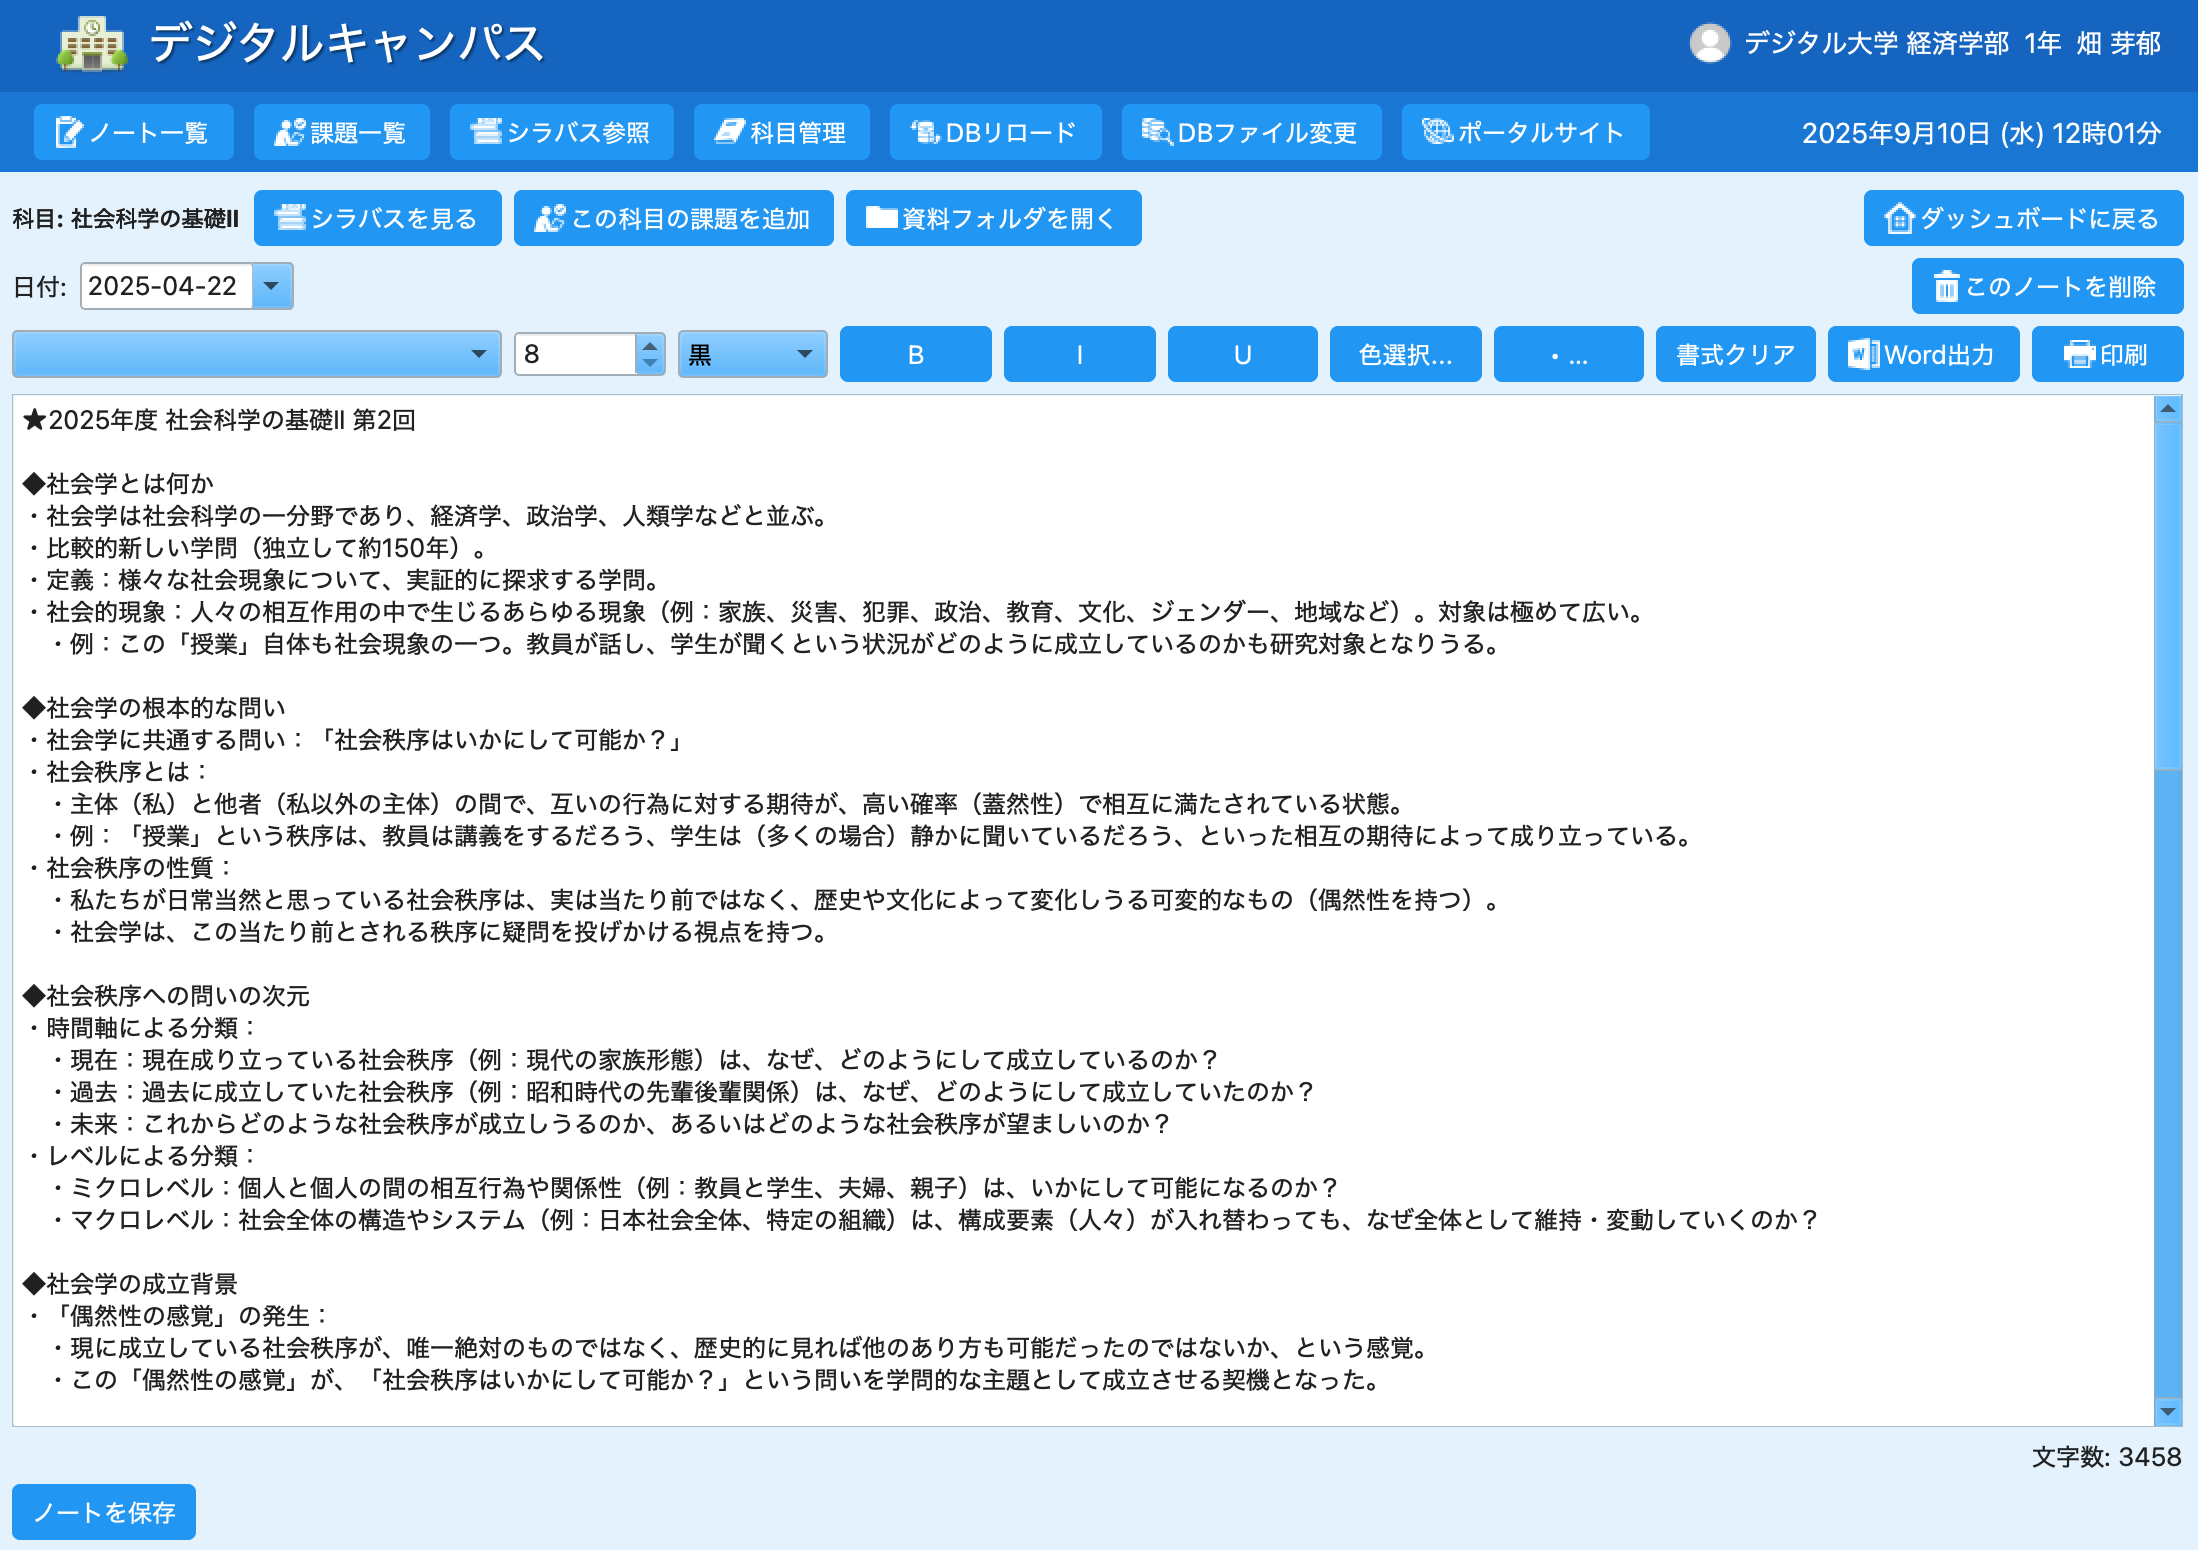 デジタルキャンパス
デジタル大学 経済学部 1年 畑 芽郁
ノート一覧 課題一覧 シラバス参照 科目管理 DBリロード DBファイル変更 ポータルサイト 2025年9月10日 (水) 12時01分
科目: 社会科学の基礎II シラバスを見る この科目の課題を追加 資料フォルダを開く ダッシュボードに戻る
日付: 2025-04-22 このノートを削除
8 黒 B I U 色選択... ・... 書式クリア Word出力 印刷
★2025年度 社会科学の基礎II 第2回
◆社会学とは何か
・社会学は社会科学の一分野であり、経済学、政治学、人類学などと並ぶ。
・比較的新しい学問（独立して約150年）。
・定義：様々な社会現象について、実証的に探求する学問。
・社会的現象：人々の相互作用の中で生じるあらゆる現象（例：家族、災害、犯罪、政治、教育、文化、ジェンダー、地域など）。対象は極めて広い。
・例：この「授業」自体も社会現象の一つ。教員が話し、学生が聞くという状況がどのように成立しているのかも研究対象となりうる。
◆社会学の根本的な問い
・社会学に共通する問い：「社会秩序はいかにして可能か？」
・社会秩序とは：
・主体（私）と他者（私以外の主体）の間で、互いの行為に対する期待が、高い確率（蓋然性）で相互に満たされている状態。
・例：「授業」という秩序は、教員は講義をするだろう、学生は（多くの場合）静かに聞いているだろう、といった相互の期待によって成り立っている。
・社会秩序の性質：
・私たちが日常当然と思っている社会秩序は、実は当たり前ではなく、歴史や文化によって変化しうる可変的なもの（偶然性を持つ）。
・社会学は、この当たり前とされる秩序に疑問を投げかける視点を持つ。
◆社会秩序への問いの次元
・時間軸による分類：
・現在：現在成り立っている社会秩序（例：現代の家族形態）は、なぜ、どのようにして成立しているのか？
・過去：過去に成立していた社会秩序（例：昭和時代の先輩後輩関係）は、なぜ、どのようにして成立していたのか？
・未来：これからどのような社会秩序が成立しうるのか、あるいはどのような社会秩序が望ましいのか？
・レベルによる分類：
・ミクロレベル：個人と個人の間の相互行為や関係性（例：教員と学生、夫婦、親子）は、いかにして可能になるのか？
・マクロレベル：社会全体の構造やシステム（例：日本社会全体、特定の組織）は、構成要素（人々）が入れ替わっても、なぜ全体として維持・変動していくのか？
◆社会学の成立背景
・「偶然性の感覚」の発生：
・現に成立している社会秩序が、唯一絶対のものではなく、歴史的に見れば他のあり方も可能だったのではないか、という感覚。
・この「偶然性の感覚」が、「社会秩序はいかにして可能か？」という問いを学問的な主題として成立させる契機となった。
文字数: 3458
ノートを保存